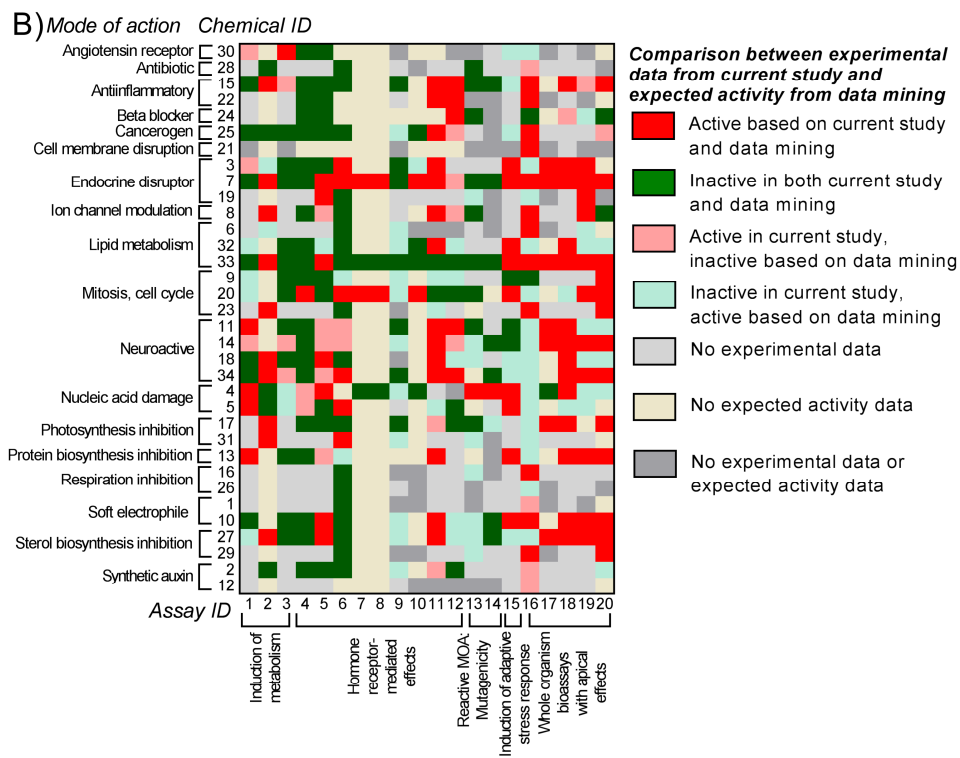 B) Mode of action Chemical ID
Angiotensin receptor 30
Antibiotic 28
Antiinflammatory 15
22
Beta blocker 24
Cancerogen 25
Cell membrane disruption 21
Endocrine disruptor 3
7
19
Ion channel modulation 8
Lipid metabolism 6
32
33
Mitosis, cell cycle 9
20
23
Neuroactive 11
14
18
34
Nucleic acid damage 4
5
Photosynthesis inhibition 17
31
Protein biosynthesis inhibition 13
Respiration inhibition 16
26
Soft electrophile 1
10
Sterol biosynthesis inhibition 27
29
Synthetic auxin 2
12
Assay ID 1 2 3 4 5 6 7 8 9 10 11 12 13 14 15 16 17 18 19 20
Induction of
metabolism
Hormone
receptor-
mediated
effects
Reactive MOA:
Mutagenicity
Induction of adaptive
stress response
Whole organism
bioassays
with apical
effects
Comparison between experimental
data from current study and
expected activity from data mining
Active based on current study
and data mining
Inactive in both current study
and data mining
Active in current study,
inactive based on data mining
Inactive in current study,
active based on data mining
No experimental data
No expected activity data
No experimental data or
expected activity data